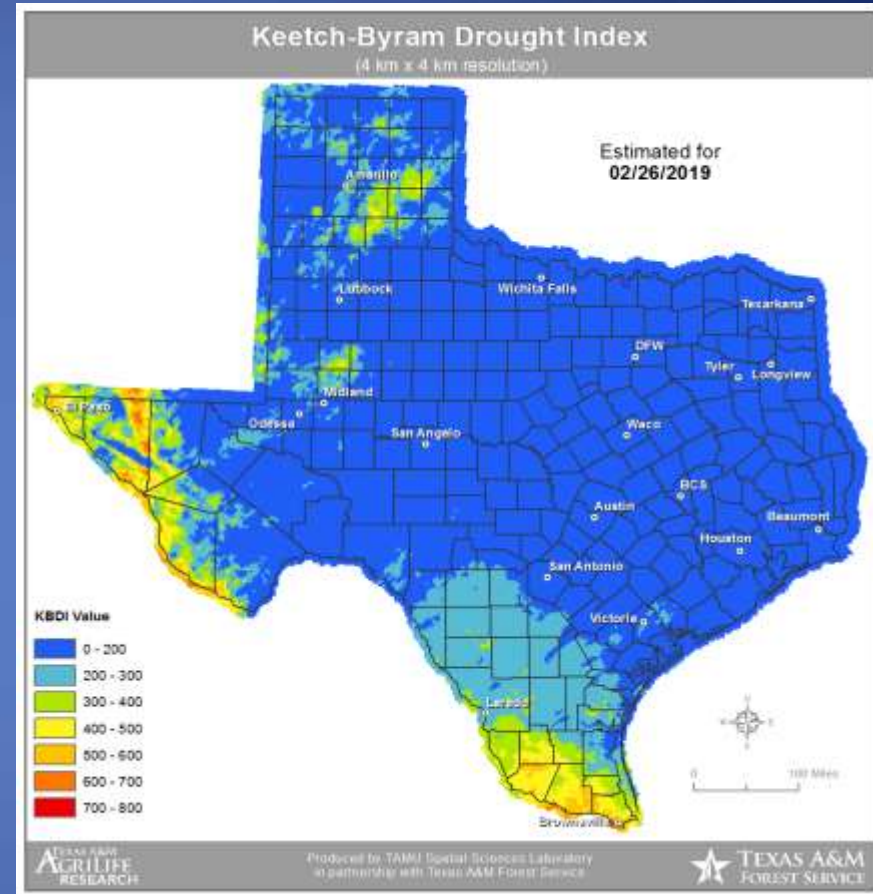 Keetch-Byram Drought Index
(4 km x 4 km resolution)
Estimated for
02/26/2019
Amarillo
Lubbock
Wichita Falls
Texarkana
DFW
Tyler
Longview
Midland
El Paso
Odessa
San Angelo
Waco
BCS
Austin
Beaumont
Houston
San Antonio
Victoria
KBDI Value
0 - 200
200 - 300
300 - 400
400 - 500
500 - 600
600 - 700
700 - 800
Laredo
N
W E
S
0 100 Miles
Brownsville
TEXAS A&M
AGRILIFE
RESEARCH
Produced by TAMU Spatial Sciences Laboratory
in partnership with Texas A&M Forest Service
TEXAS A&M
FOREST SERVICE